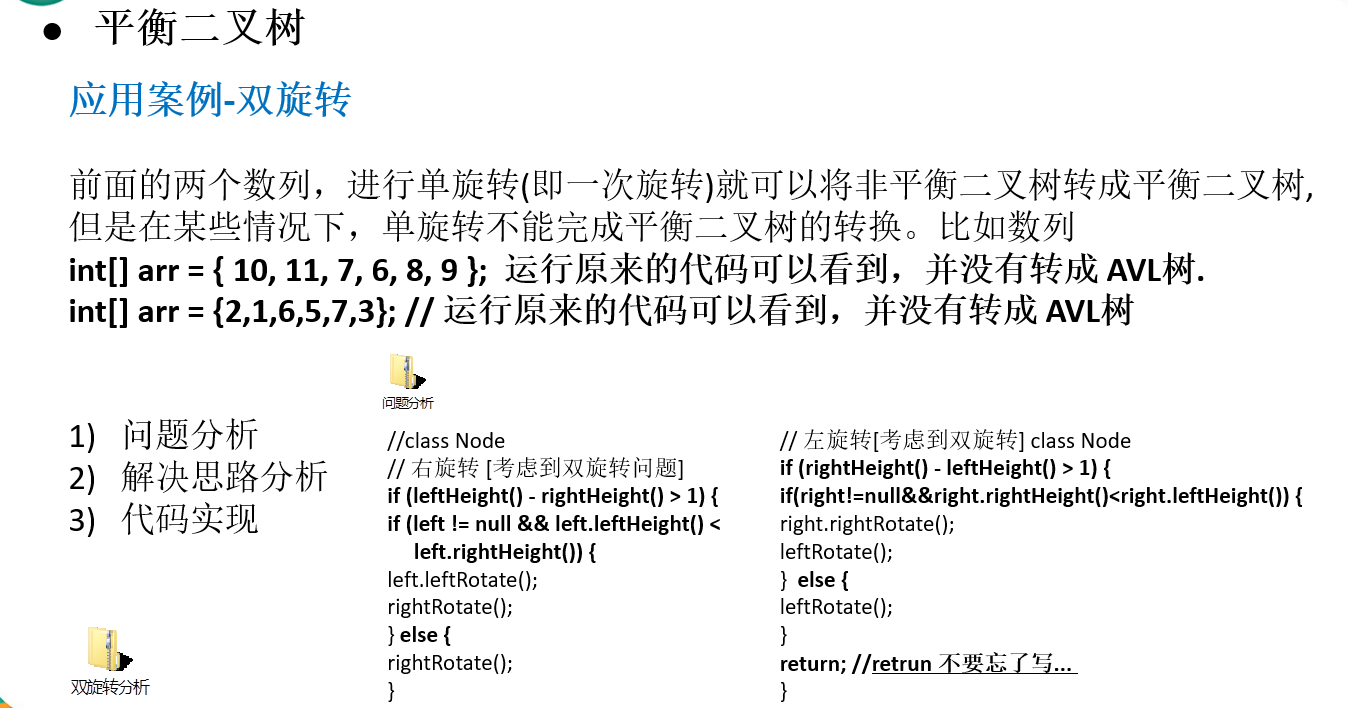 ● 平衡二叉树
应用案例-双旋转
前面的两个数列，进行单旋转(即一次旋转)就可以将非平衡二叉树转成平衡二叉树,
但是在某些情况下，单旋转不能完成平衡二叉树的转换。比如数列
int[] arr = { 10, 11, 7, 6, 8, 9 };  运行原来的代码可以看到，并没有转成 AVL树.
int[] arr = {2,1,6,5,7,3}; // 运行原来的代码可以看到，并没有转成 AVL树
问题分析
1) 问题分析
2) 解决思路分析
3) 代码实现
双旋转分析
//class Node
// 右旋转 [考虑到双旋转问题]
if (leftHeight() - rightHeight() > 1) {
if (left != null && left.leftHeight() <
left.rightHeight()) {
left.leftRotate();
rightRotate();
} else {
rightRotate();
}
// 左旋转[考虑到双旋转] class Node
if (rightHeight() - leftHeight() > 1) {
if(right!=null&&right.rightHeight()<right.leftHeight()) {
right.rightRotate();
leftRotate();
} else {
leftRotate();
}
return; //retrun 不要忘了写...
}